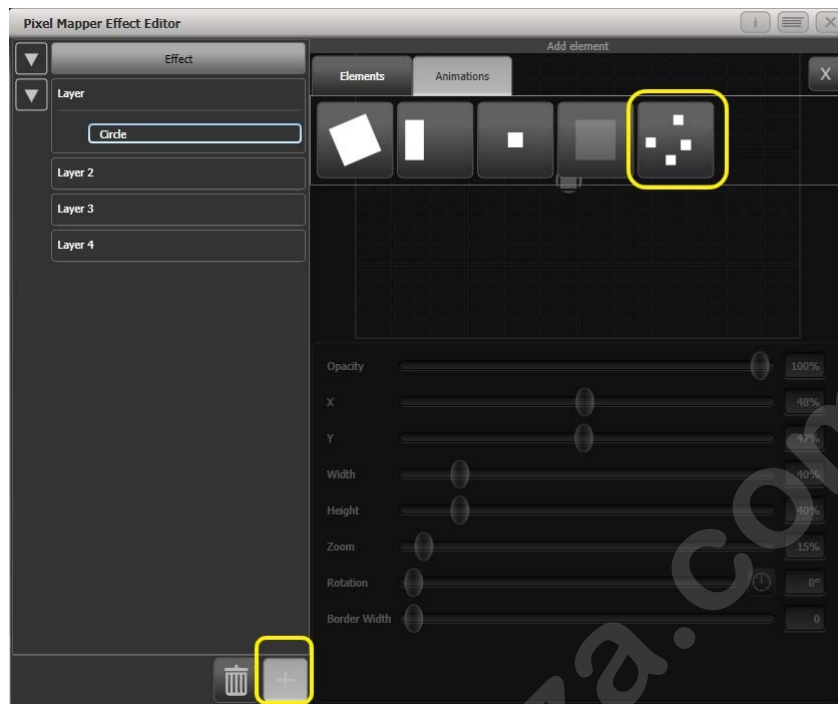 Pixel Mapper Effect Editor
Add element
Effect
Elements
Animations
X
Layer
Circle
Layer 2
Layer 3
Layer 4
Opacity
100%
X
48%
Y
47%
Width
40%
Height
40%
Zoom
15%
Rotation
0°
Border Width
0